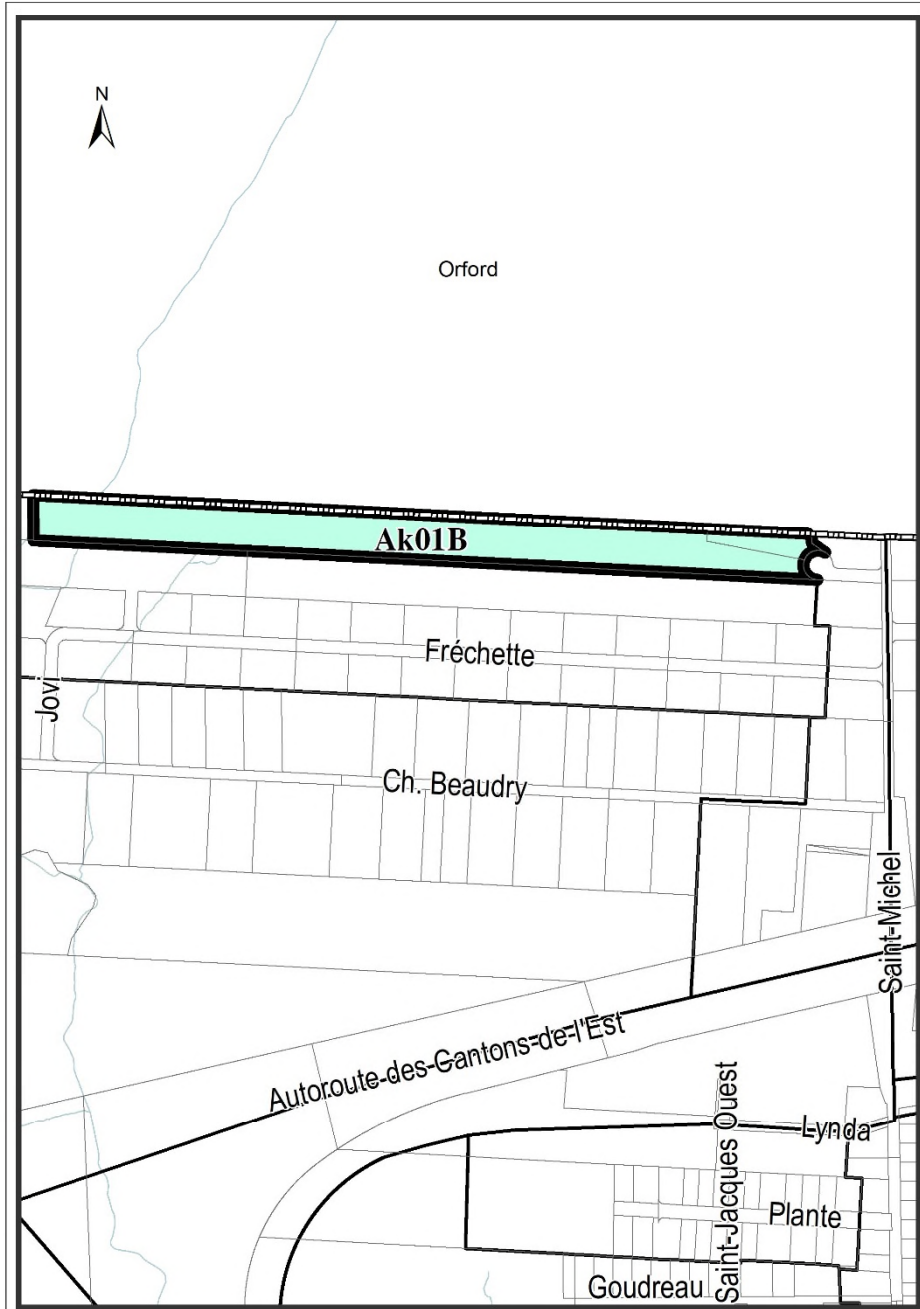 N
Orford
Ak01B
Fréchette
Jovi
Ch. Beaudry
Saint-Michel
Autoroute-des-Cantons-de-l'Est
Saint-Jacques Ouest
Lynda
Plante
Goudreau